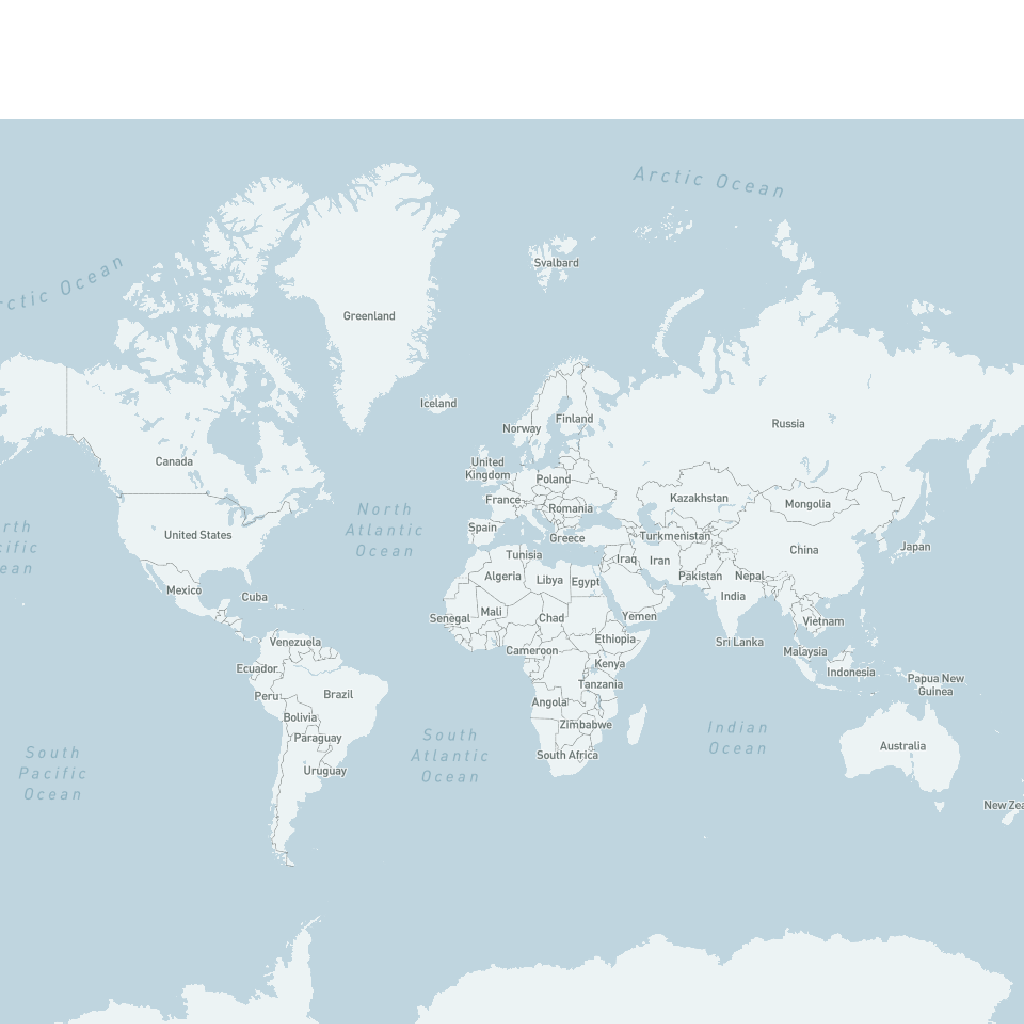 Arctic Ocean
Svalbard
rctic Ocean
Greenland
Iceland
Finland
Norway
Russia
Canada
United
Kingdom
Poland
France
Kazakhstan
Mongolia
Romania
North
Atlantic
Ocean
rth
cific
ean
Spain
United States
Greece
Turkmenistan
Japan
China
Tunisia
Iraq
Iran
Algeria
Libya
Egypt
Pakistan
Nepal
Mexico
Cuba
India
Senegal
Mali
Chad
Yemen
Vietnam
Venezuela
Ethiopia
Sri Lanka
Cameroon
Malaysia
Ecuador
Kenya
Indonesia
Papua New
Guinea
Peru
Brazil
Tanzania
Angola
Bolivia
Zimbabwe
Paraguay
South
Atlantic
Ocean
Indian
Ocean
Australia
South
Pacific
Ocean
South Africa
Uruguay
New Zea